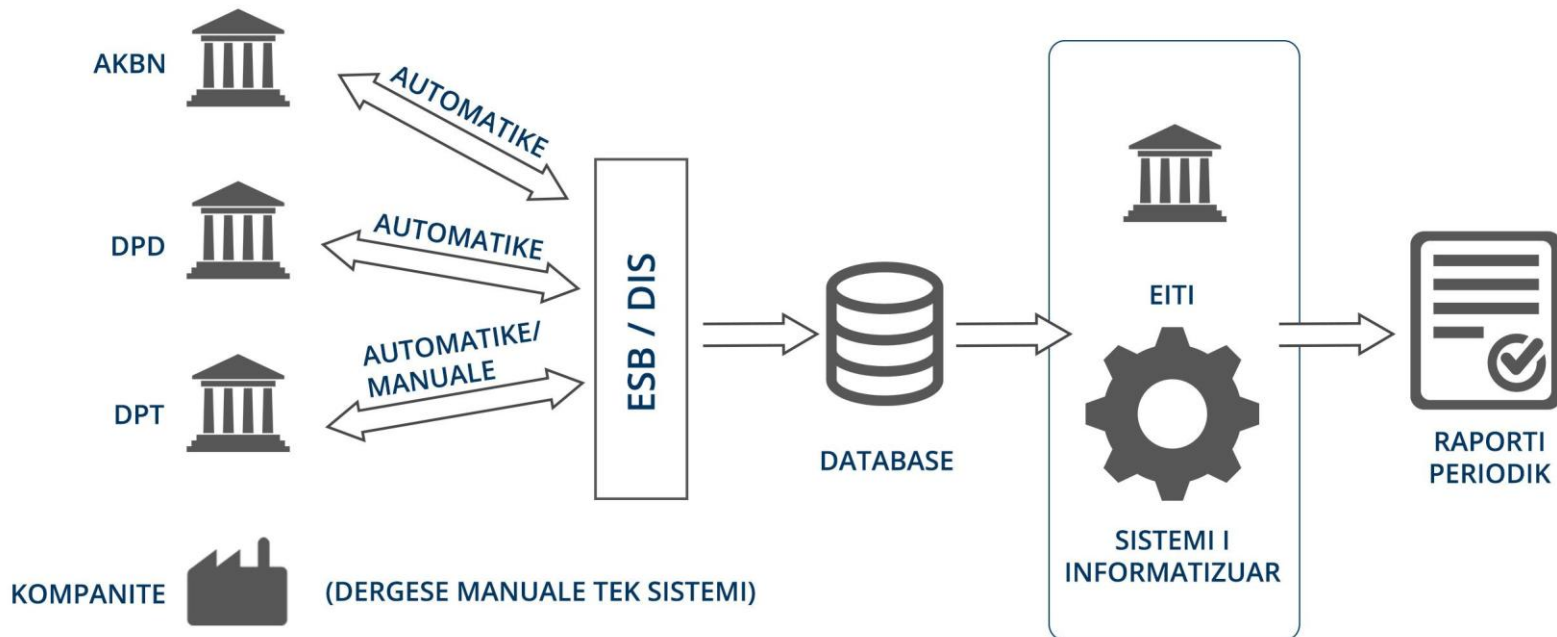 AKBN
AUTOMATIKE
DPD
AUTOMATIKE
DPT
AUTOMATIKE/
MANUALE
KOMPANITE
(DERGESE MANUALE TEK SISTEMI)
ESB / DIS
DATABASE
EITI
SISTEMI I
INFORMATIZUAR
RAPORTI
PERIODIK